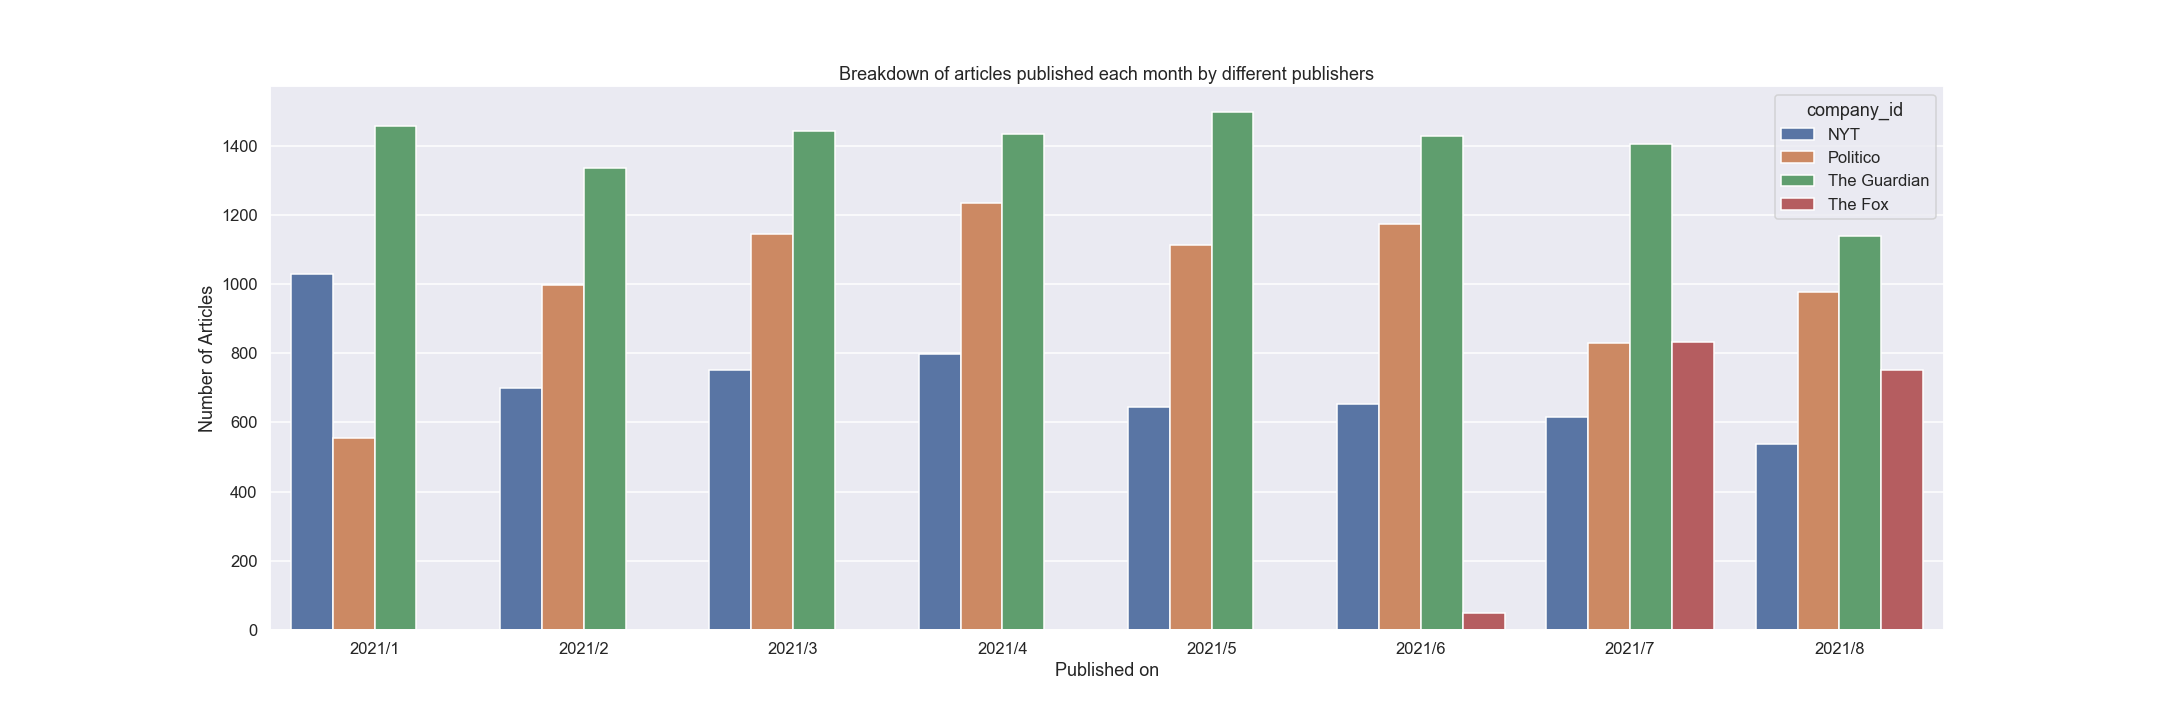 Breakdown of articles published each month by different publishers
company_id
NYT
Politico
The Guardian
The Fox
Number of Articles
1400
1200
1000
800
600
400
200
0
2021/1 2021/2 2021/3 2021/4 2021/5 2021/6 2021/7 2021/8
Published on